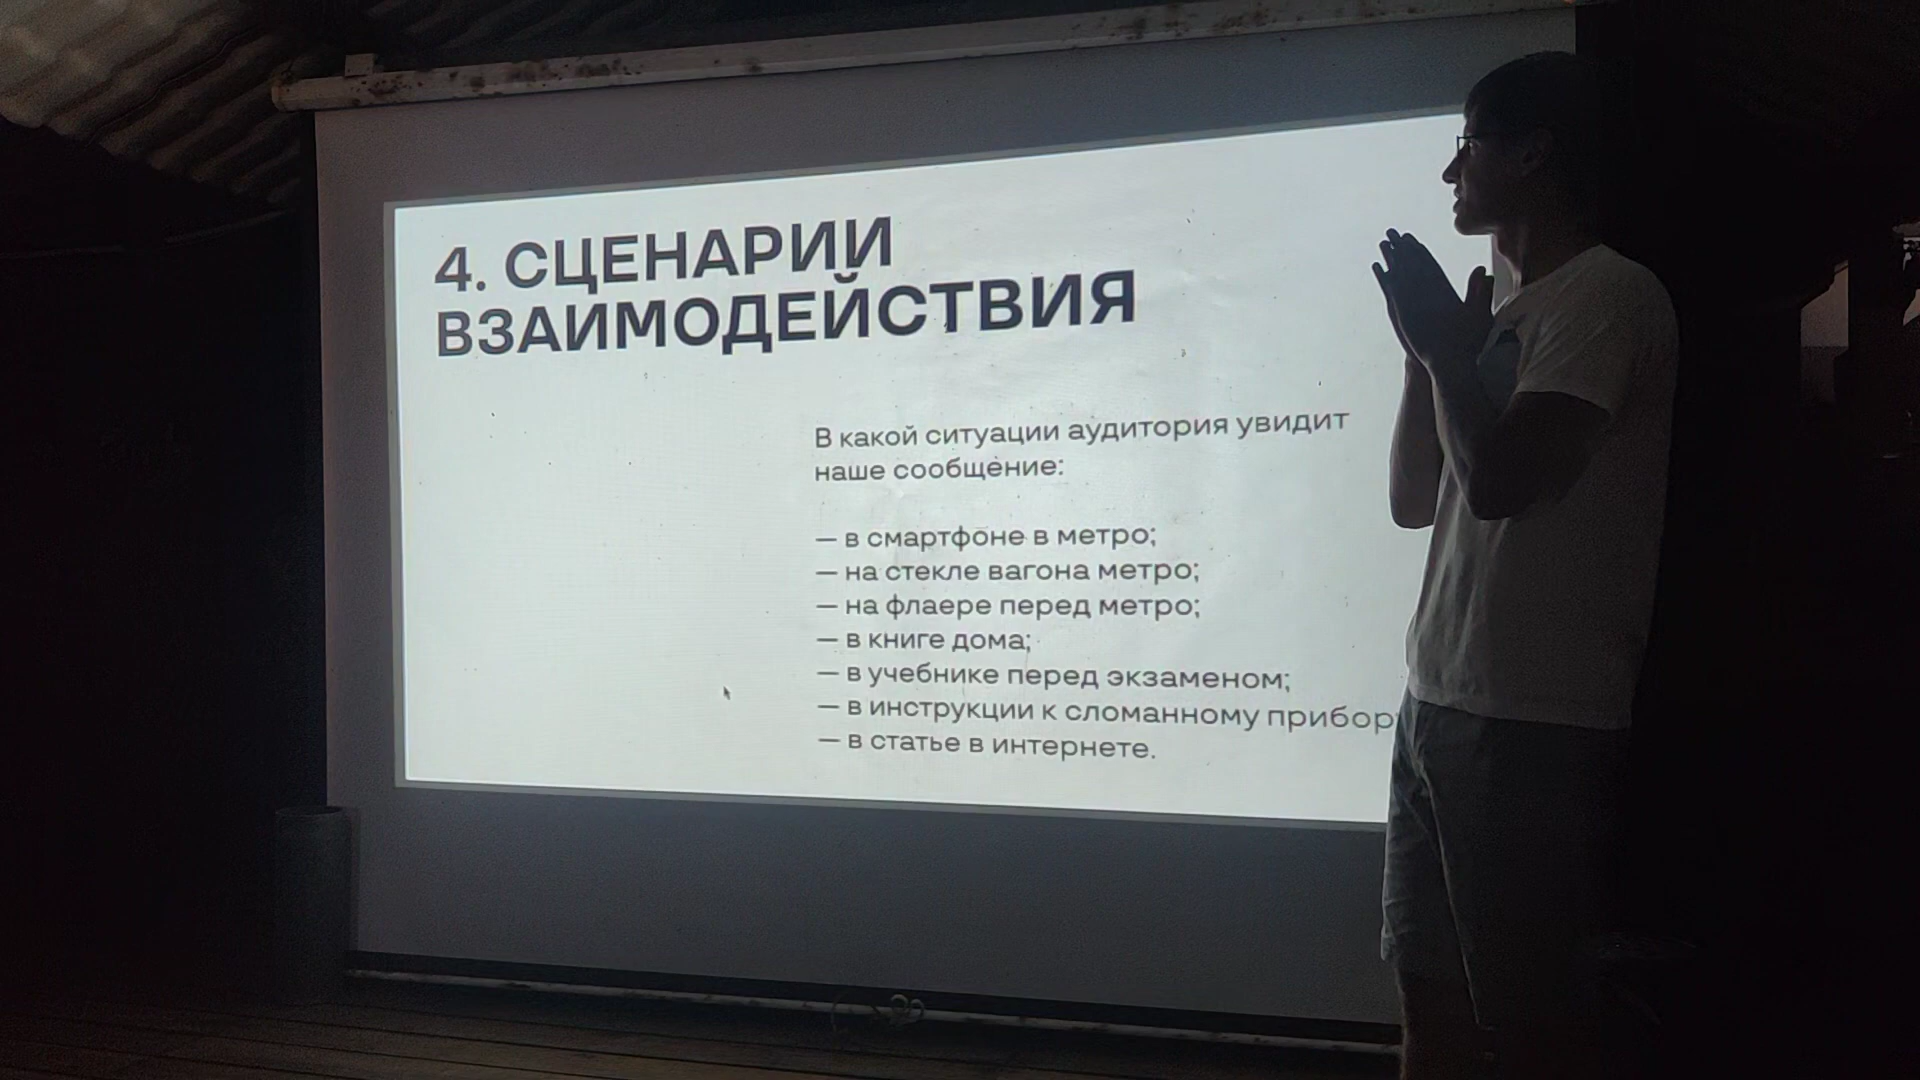 4. СЦЕНАРИИ
ВЗАИМОДЕЙСТВИЯ
В какой ситуации аудитория увидит
наше сообщение:
— в смартфоне в метро;
— на стекле вагона метро;
— на флаере перед метро;
— в книге дома;
— в учебнике перед экзаменом;
— в инструкции к сломанному
— в статье в интернете.